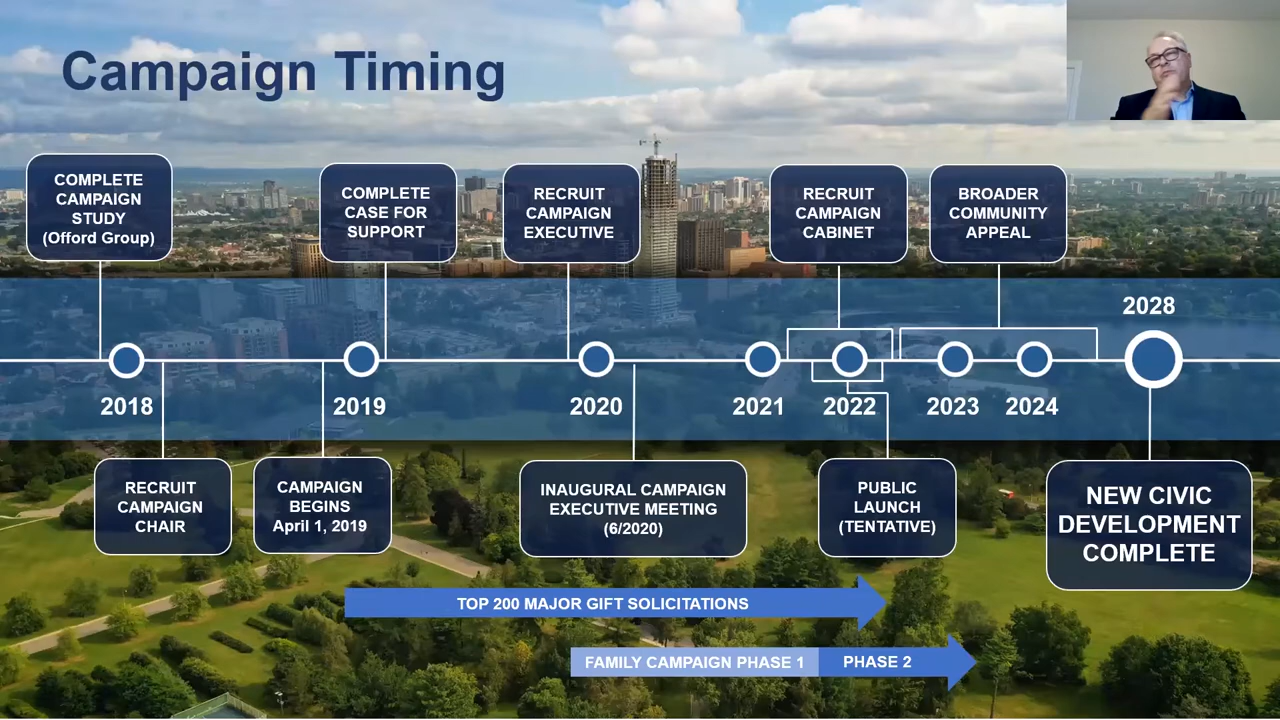 Campaign Timing
COMPLETE
CAMPAIGN
STUDY
(Offord Group)
COMPLETE
CASE FOR
SUPPORT
RECRUIT
CAMPAIGN
EXECUTIVE
RECRUIT
CAMPAIGN
CABINET
BROADER
COMMUNITY
APPEAL
2028
2018
2019
2020
2021
2022
2023
2024
RECRUIT
CAMPAIGN
CHAIR
CAMPAIGN
BEGINS
April 1, 2019
INAUGURAL CAMPAIGN
EXECUTIVE MEETING
(6/2020)
PUBLIC
LAUNCH
(TENTATIVE)
NEW CIVIC
DEVELOPMENT
COMPLETE
TOP 200 MAJOR GIFT SOLICITATIONS
FAMILY CAMPAIGN PHASE 1
PHASE 2